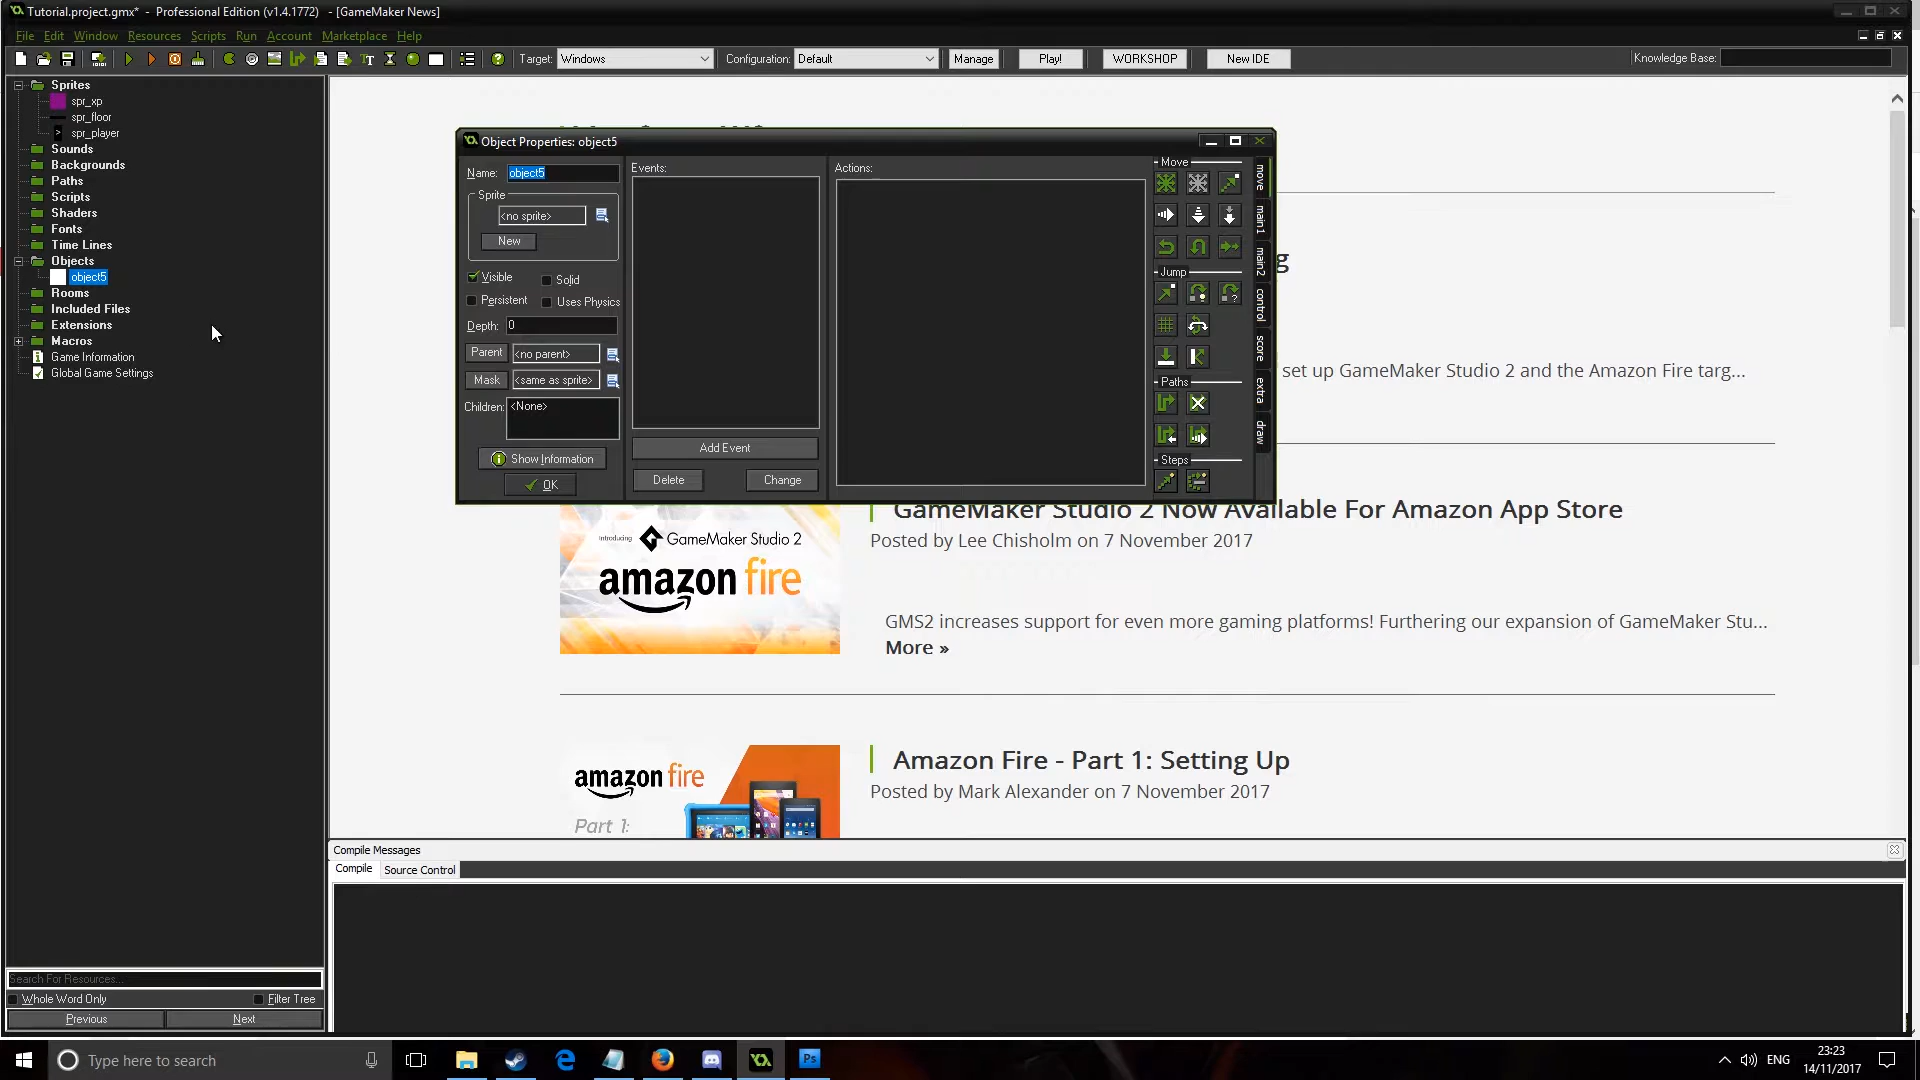 Tutorial.project.gmx* - Professional Edition (v1.4.1772) - [GameMaker News]
File Edit Window Resources Scripts Run Account Marketplace Help
Target: Windows Configuration: Default Manage Play! WORKSHOP New IDE Knowledge Base:
Sprites
spr_xp
spr_floor
spr_player
Sounds
Backgrounds
Paths
Scripts
Shaders
Fonts
Time Lines
Objects
object5
Rooms
Included Files
Extensions
Macros
Game Information
Global Game Settings
Search For Resources...
Whole Word Only Filter Tree
Previous Next
Object Properties: object5
Name: object5
Sprite
<no sprite>
New
Visible Solid
Persistent Uses Physics
Depth: 0
Parent <no parent>
Mask <same as sprite>
Children: <None>
Show Information
OK
Events:
Add Event
Delete Change
Actions:
Move
Jump
Paths
Steps
move
main1
main2
control
score
extra
draw
g
set up GameMaker Studio 2 and the Amazon Fire targ...
Introducing GameMaker Studio 2
amazon fire
GameMaker Studio 2 Now Available For Amazon App Store
Posted by Lee Chisholm on 7 November 2017
GMS2 increases support for even more gaming platforms! Furthering our expansion of GameMaker Stu...
More »
amazon fire
Part 1:
Amazon Fire - Part 1: Setting Up
Posted by Mark Alexander on 7 November 2017
Compile Messages
Compile Source Control
Type here to search
Ps
ENG
23:23
14/11/2017